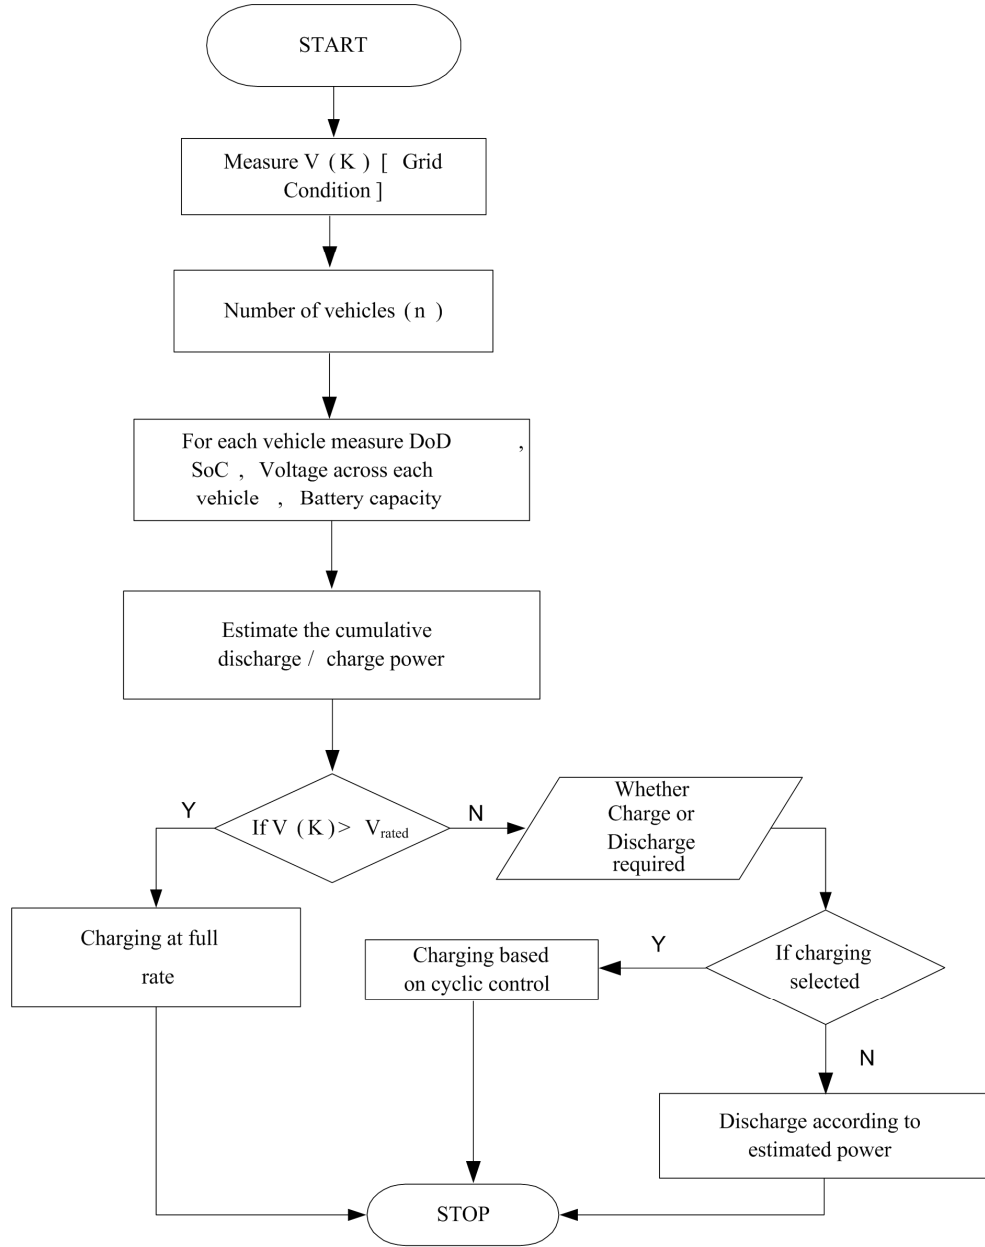 START
Measure V ( K ) [ Grid
Condition ]
Number of vehicles ( n )
For each vehicle measure DoD ,
SoC , Voltage across each
vehicle , Battery capacity
Estimate the cumulative
discharge / charge power
Y
If V ( K ) > Vrated
N
Whether
Charge or
Discharge
required
Charging at full
rate
Charging based
on cyclic control
Y
If charging
selected
N
Discharge according to
estimated power
STOP